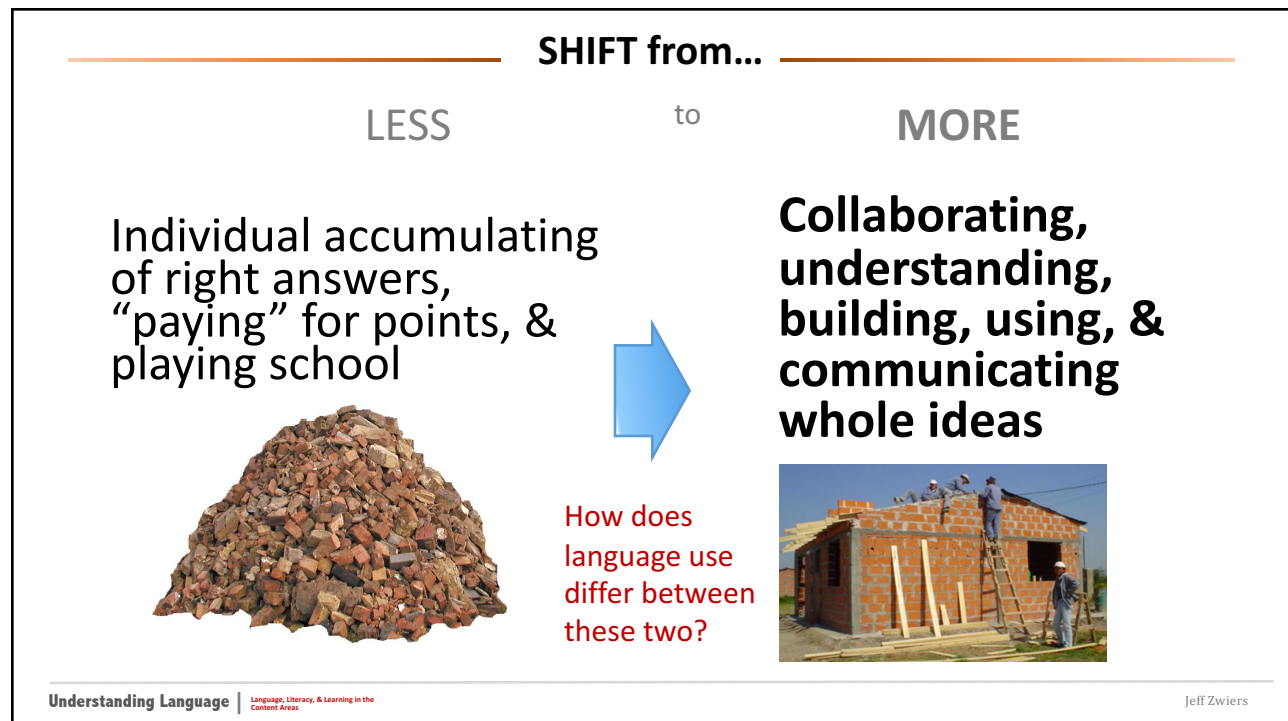 SHIFT from…
LESS
to
MORE
Individual accumulating
of right answers,
“paying” for points, &
playing school
Collaborating,
understanding,
building, using, &
communicating
whole ideas
How does
language use
differ between
these two?
Understanding Language | Language, Literacy, & Learning in the
Content Areas
Jeff Zwiers